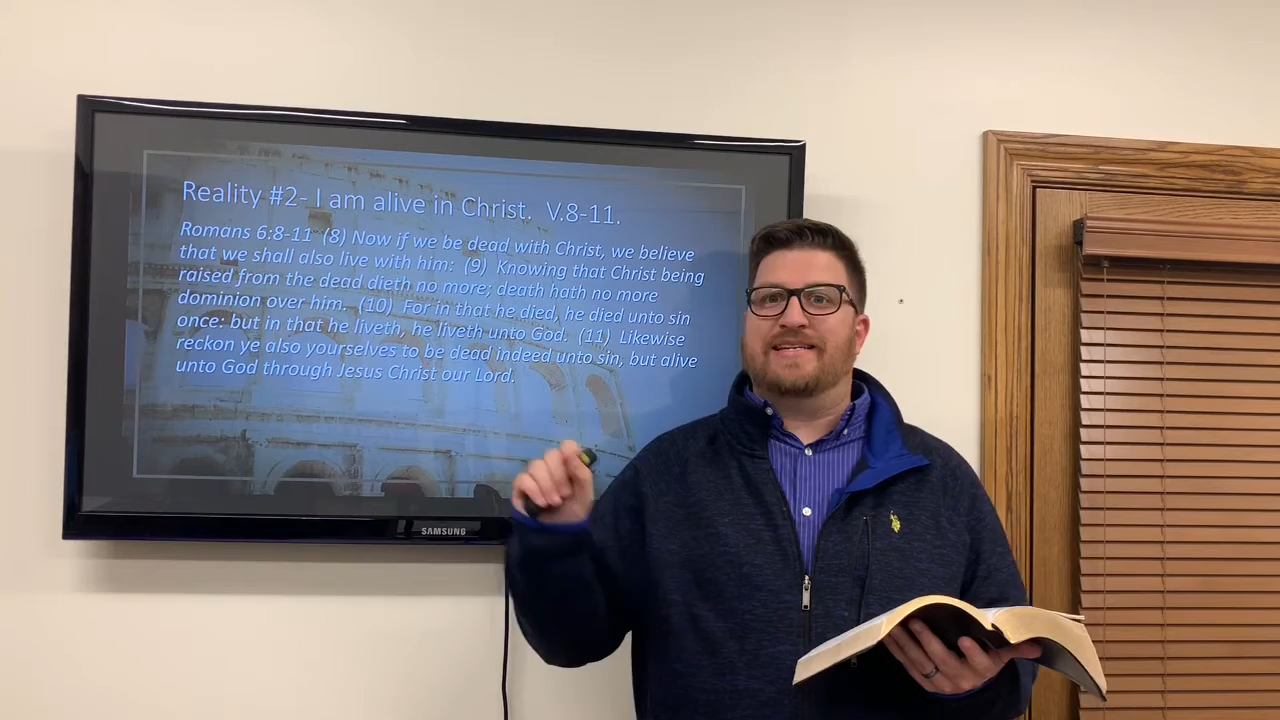 Reality #2- I am alive in Christ. V.8-11.
Romans 6:8-11 (8) Now if we be dead with Christ, we believe
that we shall also live with him: (9) Knowing that Christ being
raised from the dead dieth no more; death hath no more
dominion over him. (10) For in that he died, he died unto sin
once: but in that he liveth, he liveth unto God. (11) Likewise
reckon ye also yourselves to be dead indeed unto sin, but alive
unto God through Jesus Christ our Lord.
SAMSUNG